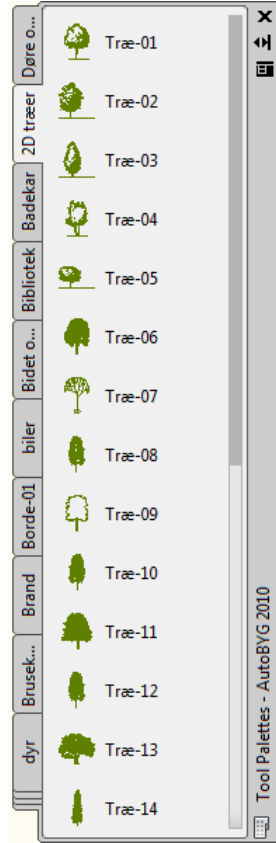 Døre o...
2D træer
Badekar
Bibliotek
Bidet o...
biler
Borde-01
Brand
Brusek...
dyr
Træ-01
Træ-02
Træ-03
Træ-04
Træ-05
Træ-06
Træ-07
Træ-08
Træ-09
Træ-10
Træ-11
Træ-12
Træ-13
Træ-14
Tool Palettes - AutoBYG 2010